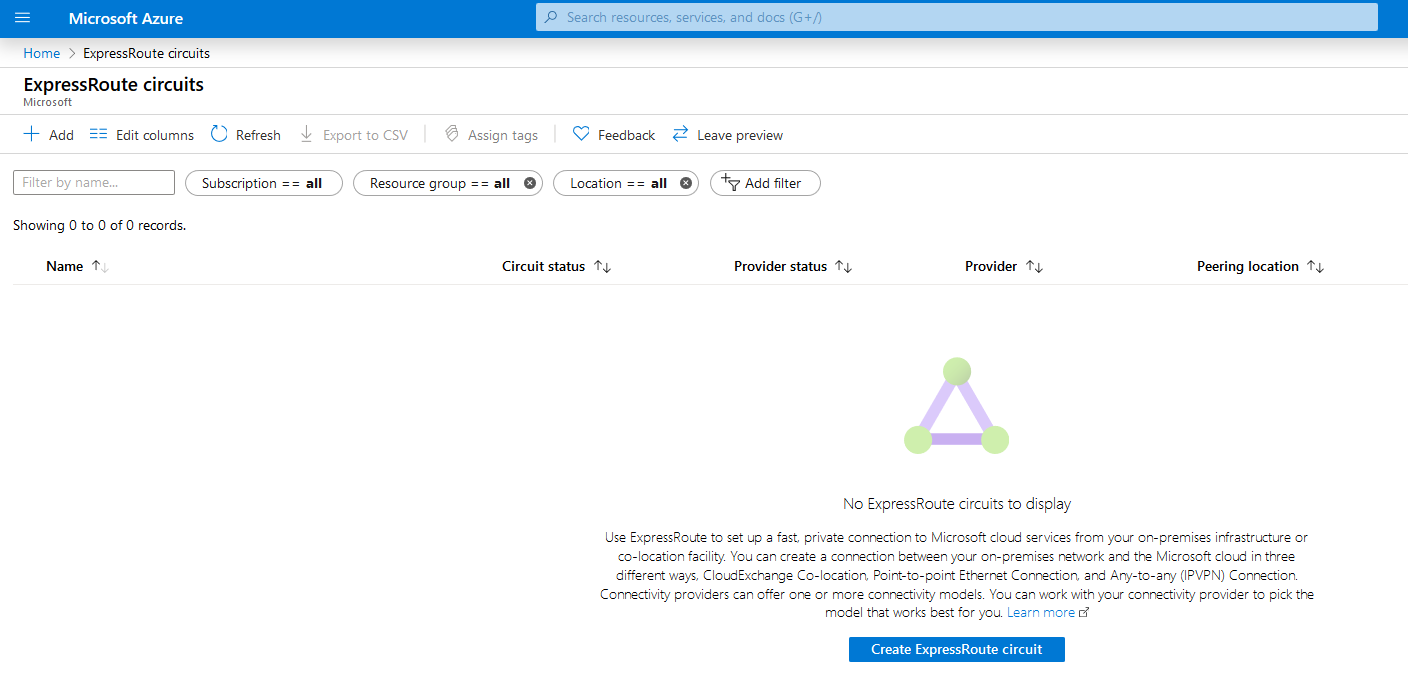 Microsoft Azure
Search resources, services, and docs (G+/)
Home > ExpressRoute circuits
ExpressRoute circuits
Microsoft
Add Edit columns Refresh Export to CSV Assign tags Feedback Leave preview
Filter by name... Subscription == all Resource group == all Location == all Add filter
Showing 0 to 0 of 0 records.
Name Circuit status Provider status Provider Peering location
No ExpressRoute circuits to display
Use ExpressRoute to set up a fast, private connection to Microsoft cloud services from your on-premises infrastructure or
co-location facility. You can create a connection between your on-premises network and the Microsoft cloud in three
different ways, CloudExchange Co-location, Point-to-point Ethernet Connection, and Any-to-any (IPVPN) Connection.
Connectivity providers can offer one or more connectivity models. You can work with your connectivity provider to pick the
model that works best for you. Learn more
Create ExpressRoute circuit